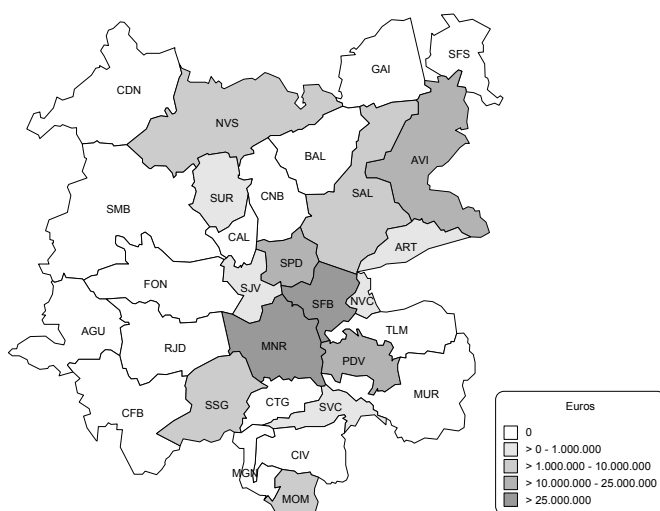 SFS
GAI
CDN
NVS
BAL
AVI
SUR
CNB
SAL
SMB
CAL
ART
SPD
FON
SJV
SFB
NVC
AGU
TLM
RJD
MNR
PDV
MUR
CFB
SSG
CTG
SVC
CIV
MGN
MOM
Euros
0
> 0 - 1.000.000
> 1.000.000 - 10.000.000
> 10.000.000 - 25.000.000
> 25.000.000